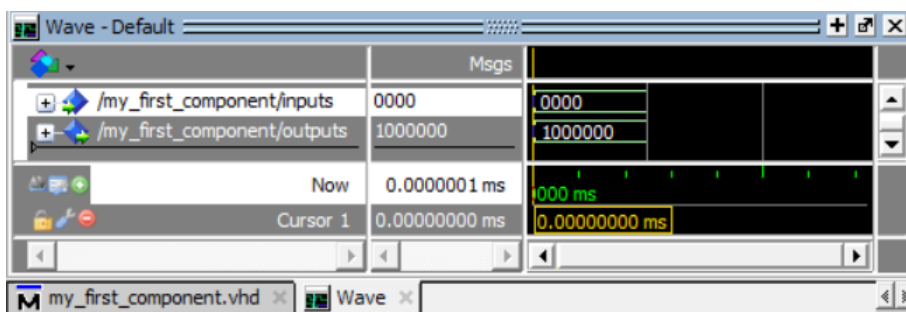 Wave - Default
Msgs
/my_first_component/inputs 0000 0000
/my_first_component/outputs 1000000 1000000
Now 0.0000001 ms 000 ms
Cursor 1 0.00000000 ms 0.00000000 ms
my_first_component.vhd Wave